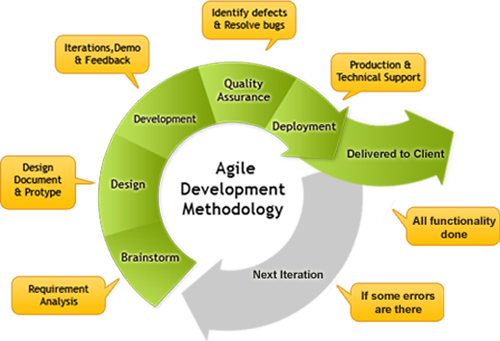 Identify defects
& Resolve bugs
Iterations,Demo
& Feedback
Production &
Technical Support
Quality
Assurance
Development
Deployment
Delivered to Client
Agile
Development
Methodology
Design
Document
& Protype
Design
All functionality
done
Brainstorm
Next Iteration
Requirement
Analysis
If some errors
are there